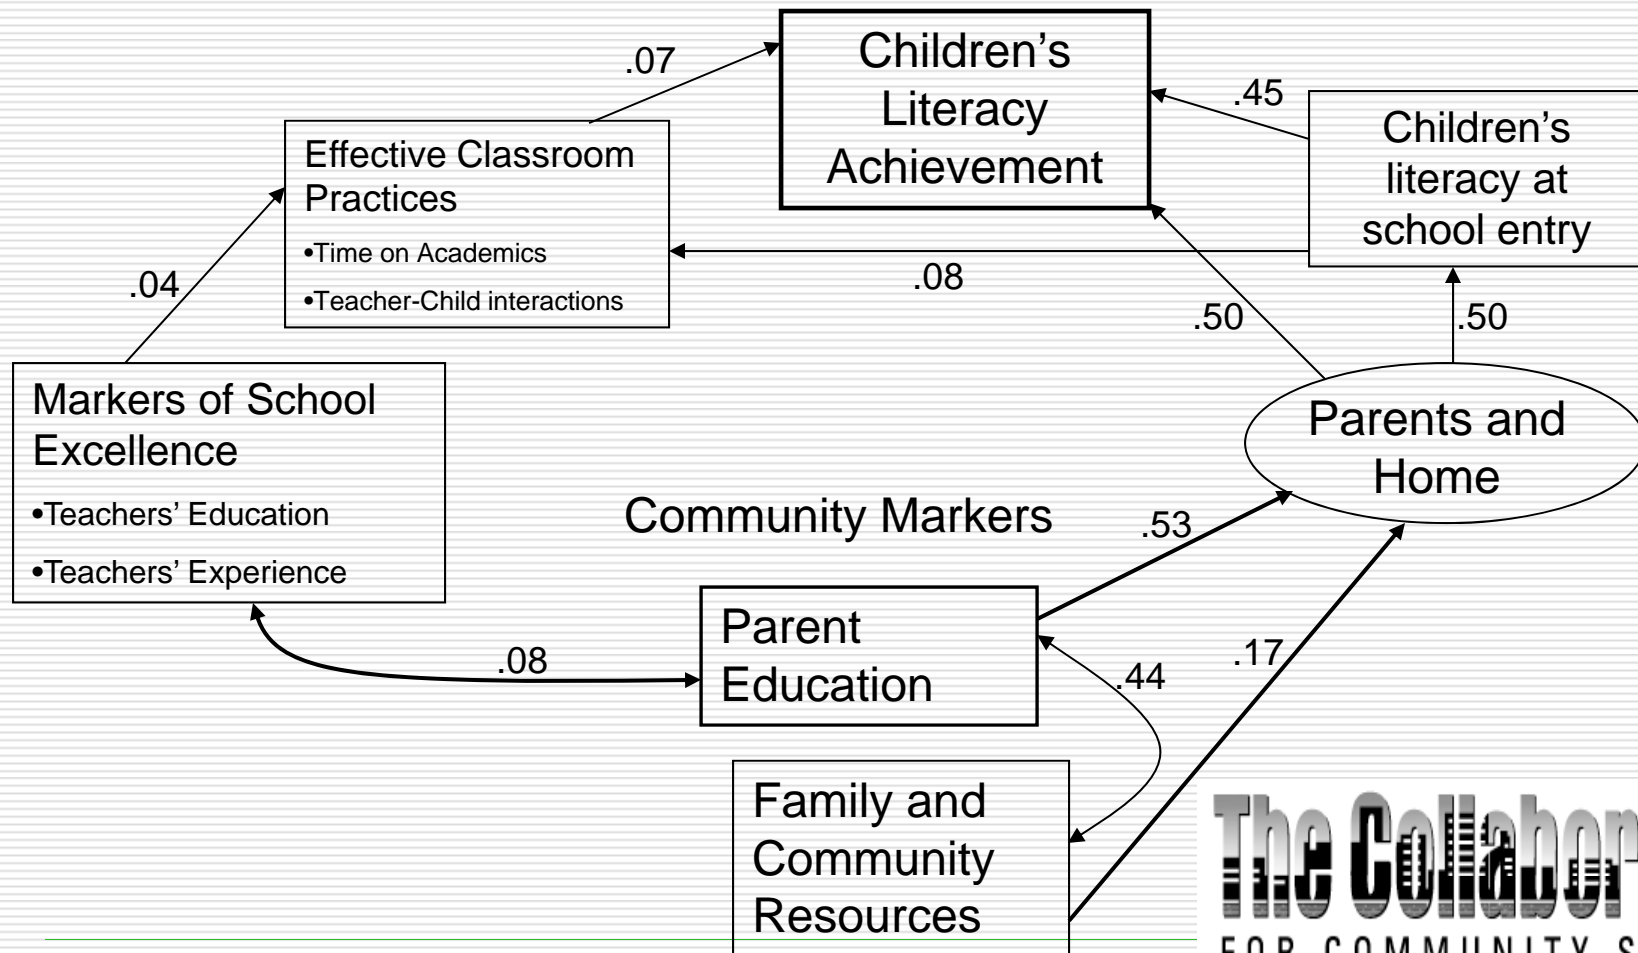 Children’s
Literacy
Achievement
.07
.45
Children’s
literacy at
school entry
Effective Classroom
Practices
•Time on Academics
•Teacher-Child interactions
.04
.08
.50
.50
Markers of School
Excellence
•Teachers’ Education
•Teachers’ Experience
Parents and
Home
Community Markers
.53
Parent
Education
.08
.44
.17
Family and
Community
Resources
The Collabor
FOR COMMUNITY S